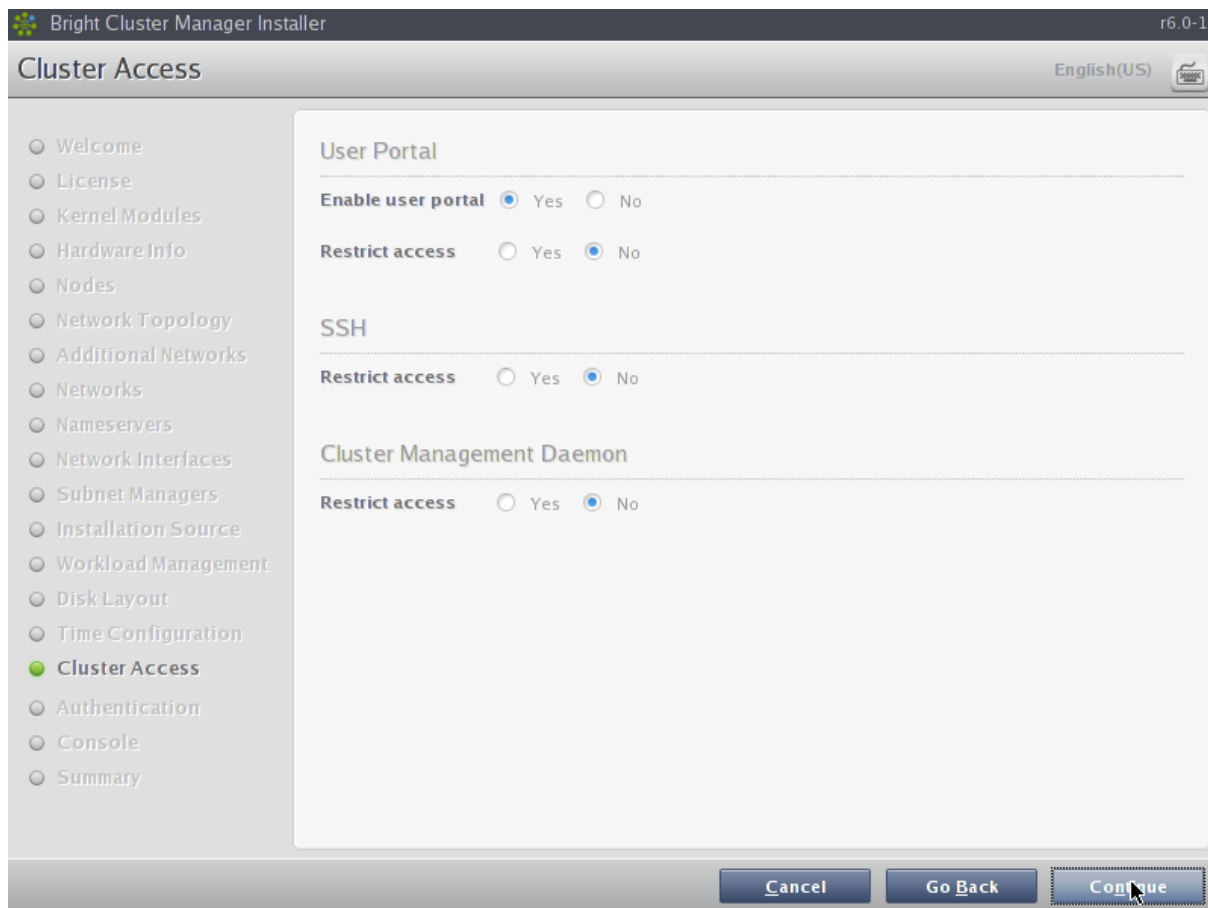 Bright Cluster Manager Installer r6.0-1
Cluster Access English(US)
Welcome
License
Kernel Modules
Hardware Info
Nodes
Network Topology
Additional Networks
Networks
Nameservers
Network Interfaces
Subnet Managers
Installation Source
Workload Management
Disk Layout
Time Configuration
Cluster Access
Authentication
Console
Summary
User Portal
Enable user portal Yes No
Restrict access Yes No
SSH
Restrict access Yes No
Cluster Management Daemon
Restrict access Yes No
Cancel Go Back Continue